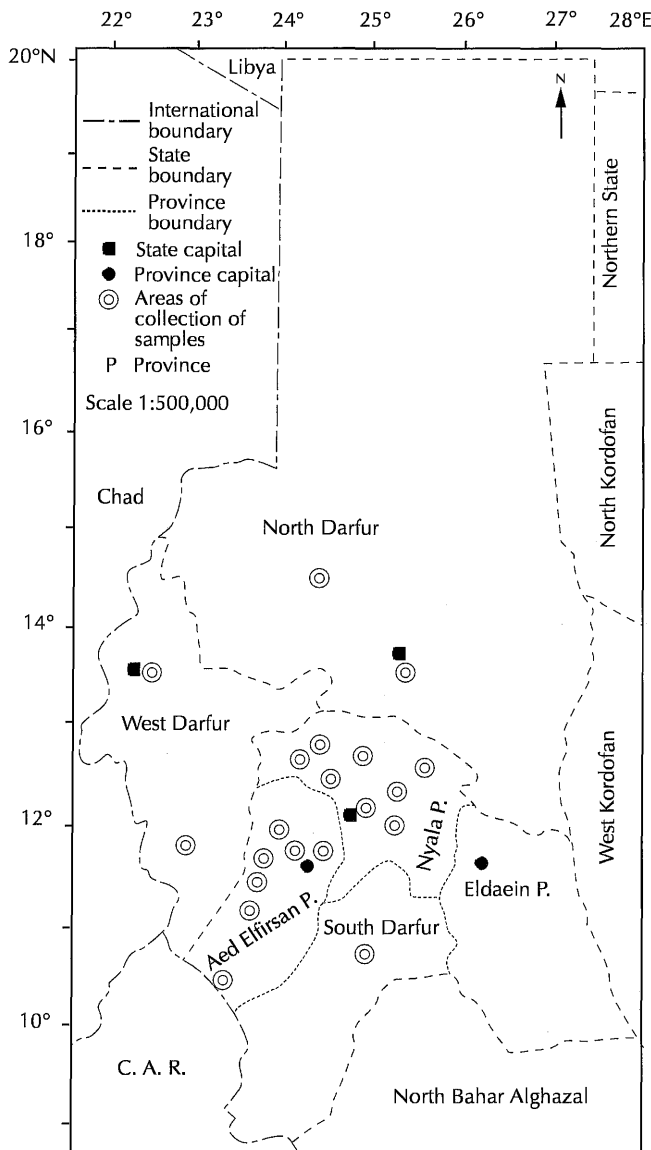 22° 23° 24° 25° 26° 27° 28°E
20°N
Libya
N
International
boundary
State
boundary
Province
boundary
State capital
Province capital
Areas of
collection of
samples
P Province
Scale 1:500,000
18°
16°
14°
12°
10°
Northern State
North Kordofan
West Kordofan
Chad
North Darfur
West Darfur
Nyala P.
Eldaein P.
Aed Elfirsan P.
South Darfur
C. A. R.
North Bahar Alghazal